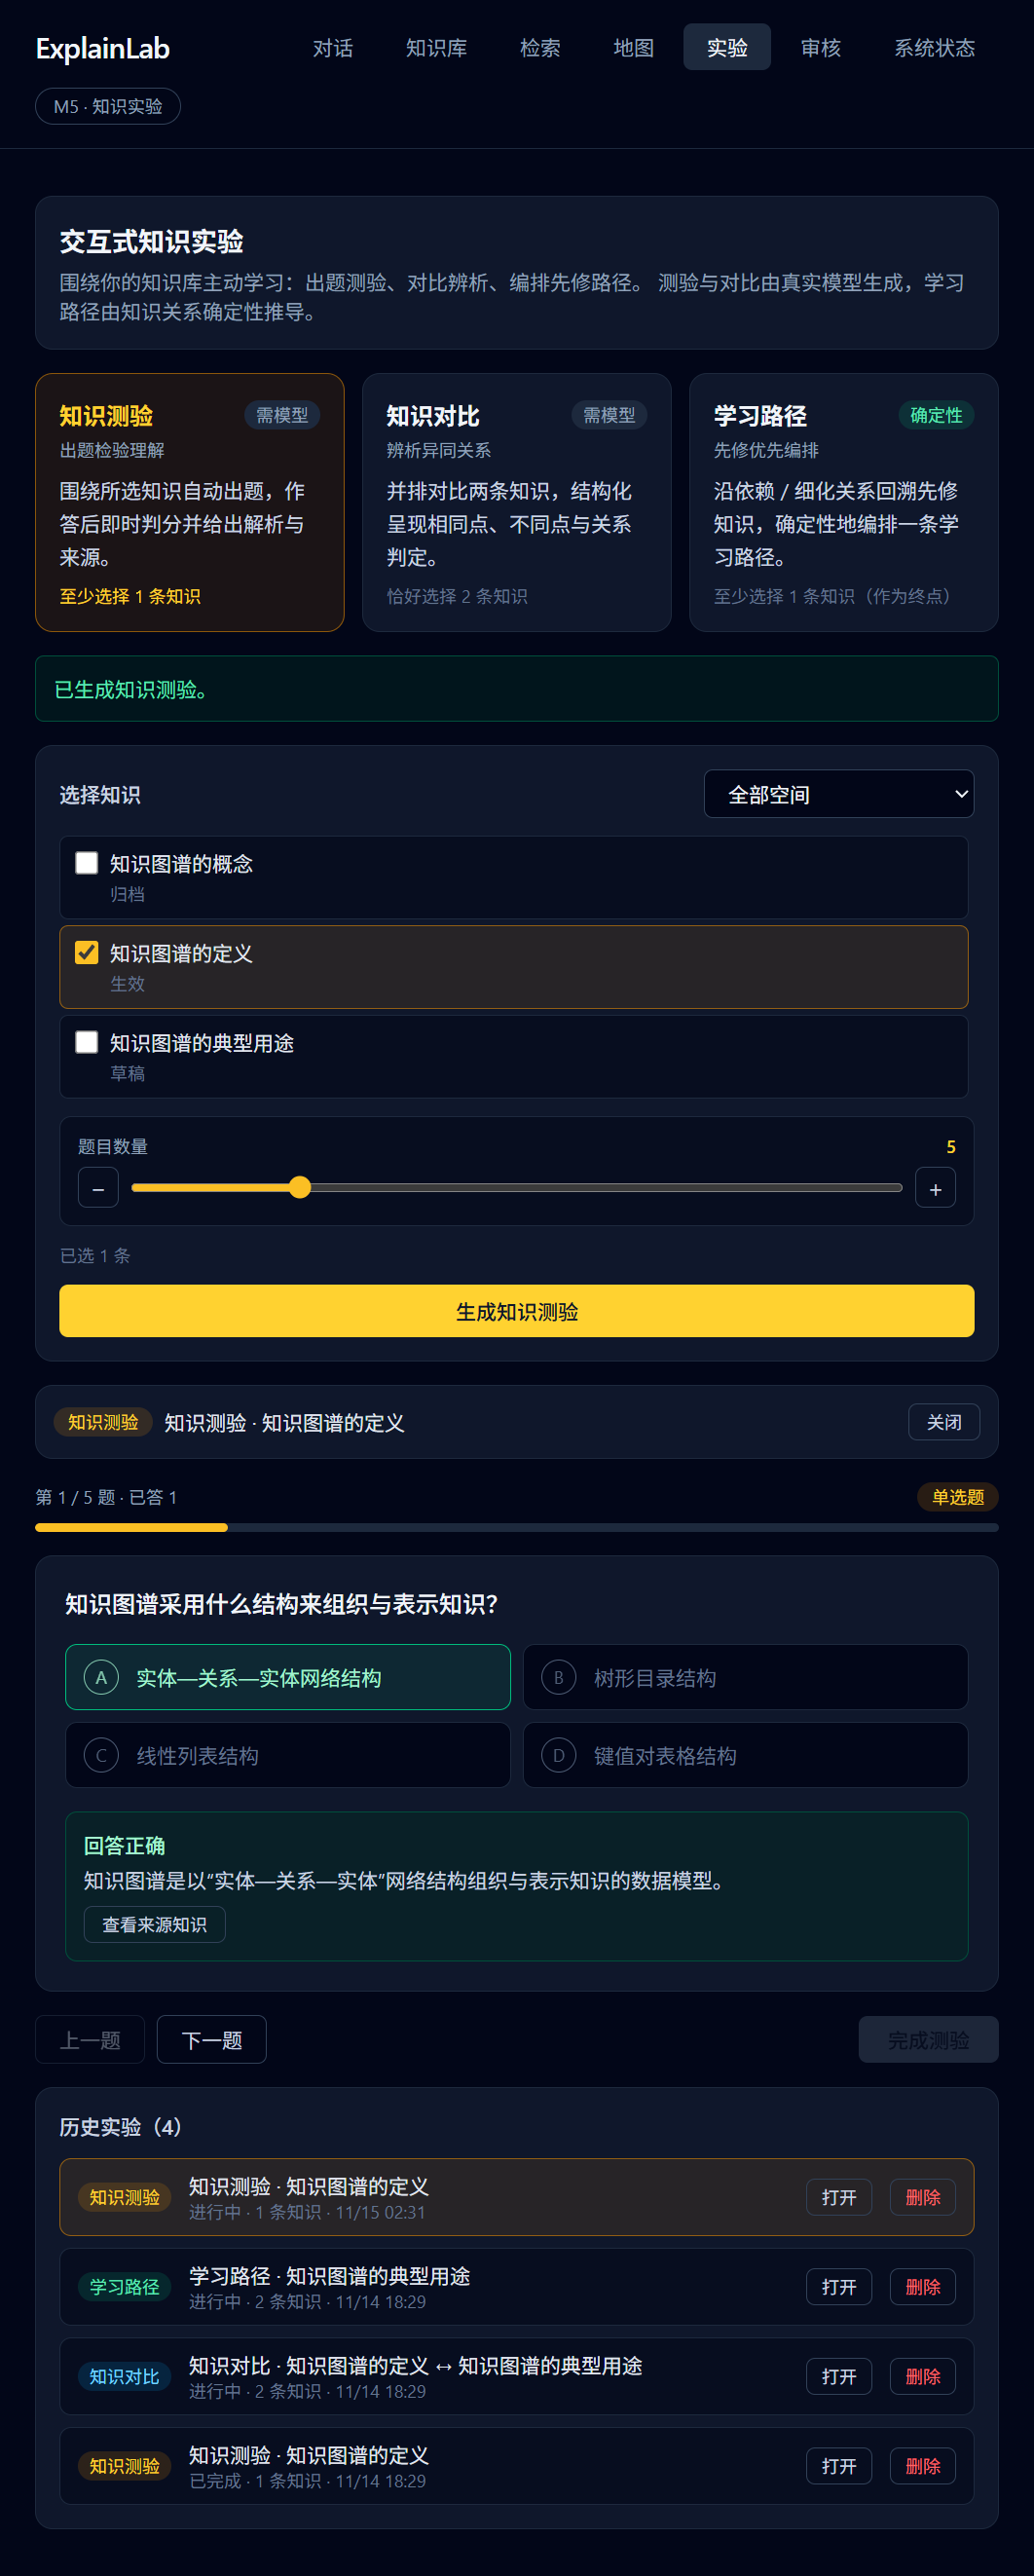 ExplainLab
对话
知识库
检索
地图
实验
审核
系统状态
M5 · 知识实验
交互式知识实验
围绕你的知识库主动学习：出题测验、对比辨析、编排先修路径。 测验与对比由真实模型生成，学习
路径由知识关系确定性推导。
知识测验
需模型
出题检验理解
围绕所选知识自动出题，作
答后即时判分并给出解析与
来源。
至少选择 1 条知识
知识对比
需模型
辨析异同关系
并排对比两条知识，结构化
呈现相同点、不同点与关系
判定。
恰好选择 2 条知识
学习路径
确定性
先修优先编排
沿依赖 / 细化关系回溯先修
知识，确定性地编排一条学
习路径。
至少选择 1 条知识（作为终点）
已生成知识测验。
选择知识
全部空间
知识图谱的概念
归档
知识图谱的定义
生效
知识图谱的典型用途
草稿
题目数量
5
−
+
已选 1 条
生成知识测验
知识测验
知识测验 · 知识图谱的定义
关闭
第 1 / 5 题 · 已答 1
单选题
知识图谱采用什么结构来组织与表示知识？
A
实体—关系—实体网络结构
B
树形目录结构
C
线性列表结构
D
键值对表格结构
回答正确
知识图谱是以“实体—关系—实体”网络结构组织与表示知识的数据模型。
查看来源知识
上一题
下一题
完成测验
历史实验（4）
知识测验
知识测验 · 知识图谱的定义
进行中 · 1 条知识 · 11/15 02:31
打开
删除
学习路径
学习路径 · 知识图谱的典型用途
进行中 · 2 条知识 · 11/14 18:29
打开
删除
知识对比
知识对比 · 知识图谱的定义 ↔ 知识图谱的典型用途
进行中 · 2 条知识 · 11/14 18:29
打开
删除
知识测验
知识测验 · 知识图谱的定义
已完成 · 1 条知识 · 11/14 18:29
打开
删除